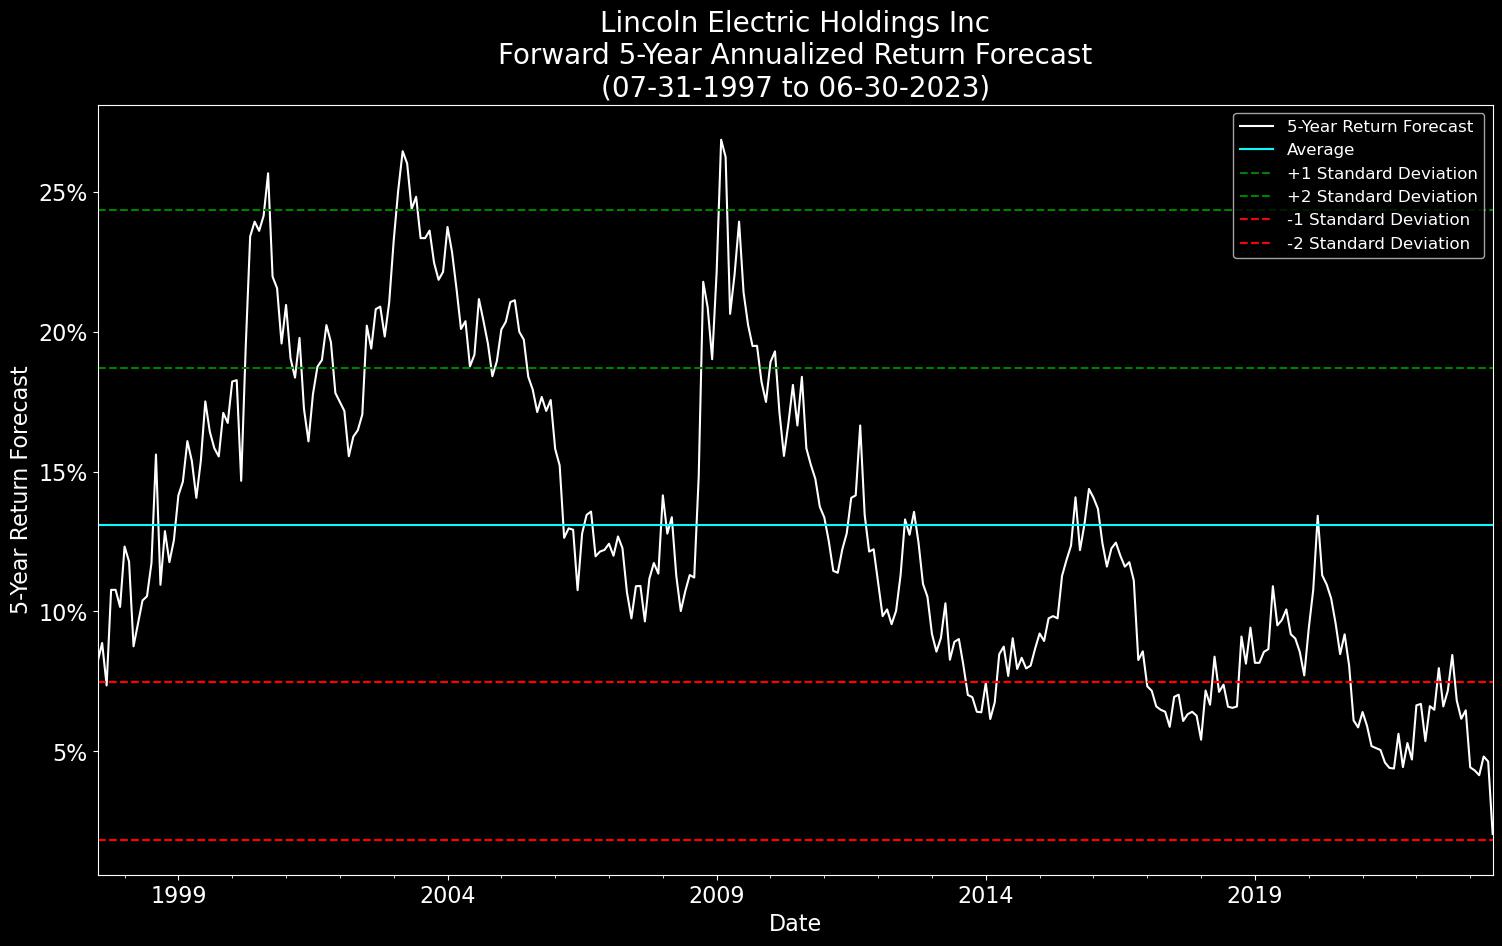 Lincoln Electric Holdings Inc
Forward 5-Year Annualized Return Forecast
(07-31-1997 to 06-30-2023)
5-Year Return Forecast
Average
+1 Standard Deviation
+2 Standard Deviation
-1 Standard Deviation
-2 Standard Deviation
5-Year Return Forecast
25%
20%
15%
10%
5%
1999
2004
2009
2014
2019
Date